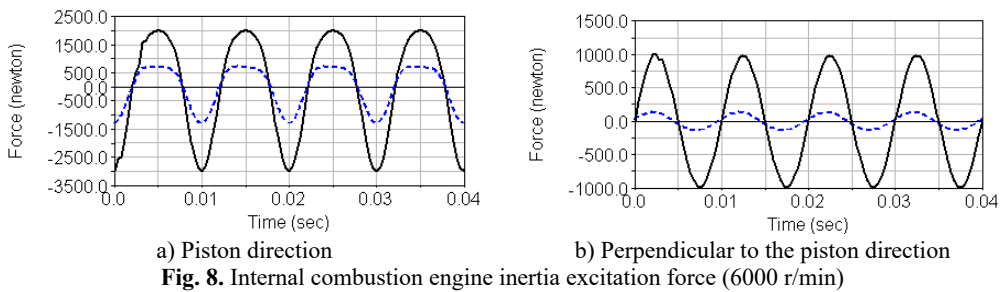 2500.0
1500.0
500.0
0.0
-500.0
-1500.0
-2500.0
-3500.0
Force (newton)
0.0 0.01 0.02 0.03 0.04
Time (sec)
1500.0
1000.0
500.0
0.0
-500.0
-1000.0
Force (newton
0.0 0.01 0.02 0.03 0.04
Time (sec)
a) Piston direction
b) Perpendicular to the piston direction
Fig. 8. Internal combustion engine inertia excitation force (6000 r/min)